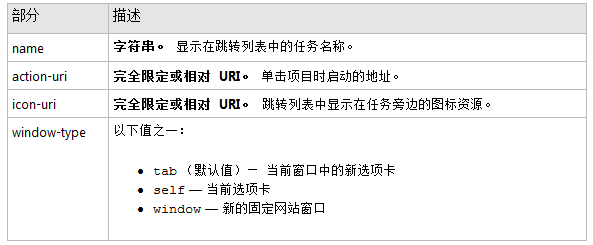 部分 描述
name 字符串。 显示在跳转列表中的任务名称。
action-uri 完全限定或相对 URI。 单击项目时启动的地址。
icon-uri 完全限定或相对 URI。 跳转列表中显示在任务旁边的图标资源。
window-type 以下值之一：
• tab （默认值）— 当前窗口中的新选项卡
• self — 当前选项卡
• window — 新的固定网站窗口